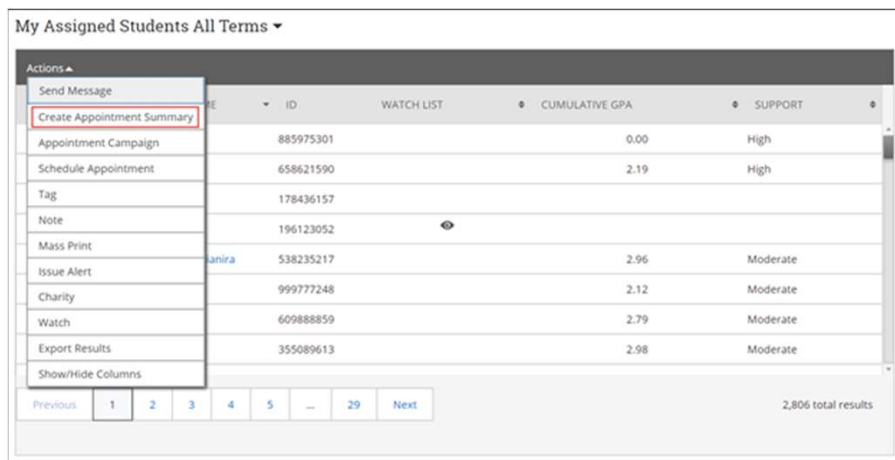 My Assigned Students All Terms
Actions
Send Message
Create Appointment Summary
Appointment Campaign
Schedule Appointment
Tag
Note
Mass Print
Issue Alert
Charity
Watch
Export Results
Show/Hide Columns
ID WATCH LIST CUMULATIVE GPA SUPPORT
885975301 0.00 High
658621590 2.19 High
178436157
196123052
538235217 2.96 Moderate
999777248 2.12 Moderate
609888859 2.79 Moderate
355089613 2.98 Moderate
Previous 1 2 3 4 5 ... 29 Next 2,806 total results